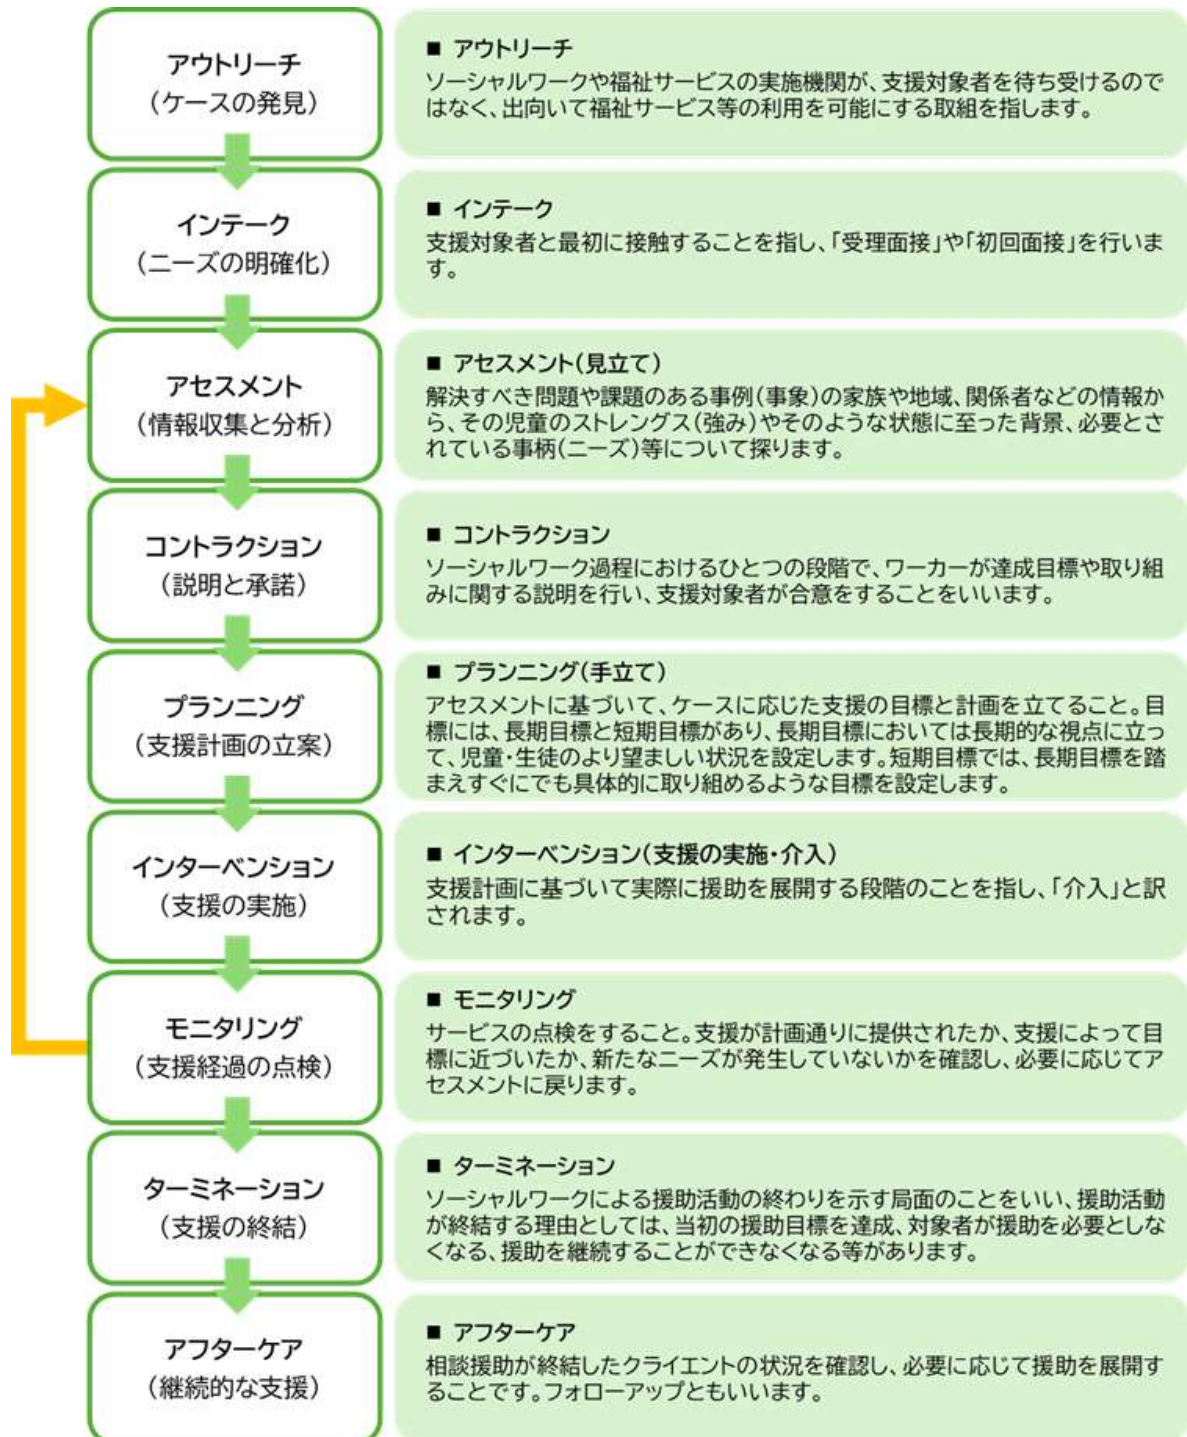 アウトリーチ
（ケースの発見）
■ アウトリーチ
ソーシャルワークや福祉サービスの実施機関が、支援対象者を待ち受けるので
はなく、出向いて福祉サービス等の利用を可能にする取組を指します。
インテーク
（ニーズの明確化）
■ インテーク
支援対象者と最初に接触することを指し、「受理面接」や「初回面接」を行いま
す。
アセスメント
（情報収集と分析）
■ アセスメント(見立て)
解決すべき問題や課題のある事例(事象)の家族や地域、関係者などの情報か
ら、その児童のストレングス(強み)やそのような状態に至った背景、必要とさ
れている事柄(ニーズ)等について探ります。
コントラクション
（説明と承諾）
■ コントラクション
ソーシャルワーク過程におけるひとつの段階で、ワーカーが達成目標や取り組
みに関する説明を行い、支援対象者が合意をすることをいいます。
プランニング
（支援計画の立案）
■ プランニング(手立て)
アセスメントに基づいて、ケースに応じた支援の目標と計画を立てること。目
標には、長期目標と短期目標があり、長期目標においては長期的な視点に立っ
て、児童・生徒のより望ましい状況を設定します。短期目標では、長期目標を踏
まえすぐにでも具体的に取り組めるような目標を設定します。
インターベンション
（支援の実施）
■ インターベンション(支援の実施・介入)
支援計画に基づいて実際に援助を展開する段階のことを指し、「介入」と訳
されます。
モニタリング
（支援経過の点検）
■ モニタリング
サービスの点検をすること。支援が計画通りに提供されたか、支援によって目
標に近づいたか、新たなニーズが発生していないかを確認し、必要に応じてア
セスメントに戻ります。
ターミネーション
（支援の終結）
■ ターミネーション
ソーシャルワークによる援助活動の終わりを示す局面のことをいい、援助活動
が終結する理由としては、当初の援助目標を達成、対象者が援助を必要としな
くなる、援助を継続することができなくなる等があります。
アフターケア
（継続的な支援）
■ アフターケア
相談援助が終結したクライエントの状況を確認し、必要に応じて援助を展開す
ることです。フォローアップともいいます。